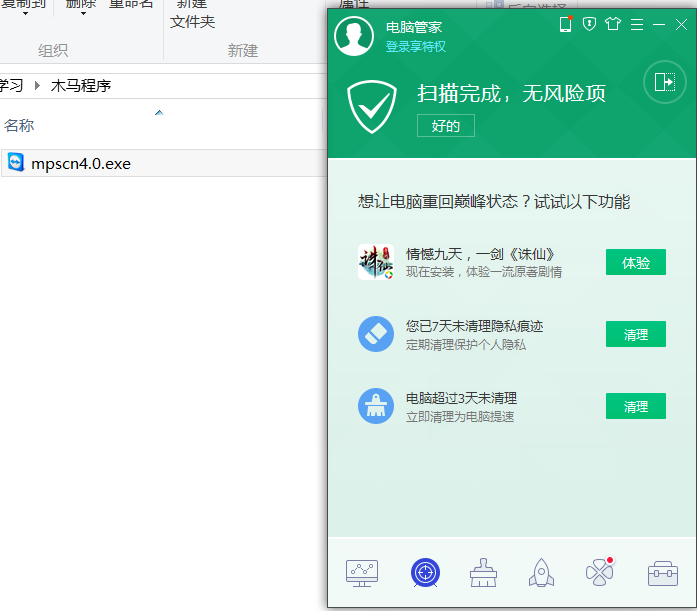 复制到
删除
重命名
新建
文件夹
属性
反向选择
组织
新建
学习
木马程序
名称
mpscn4.0.exe
电脑管家
登录享特权
扫描完成，无风险项
好的
想让电脑重回巅峰状态？试试以下功能
诛仙
情憾九天，一剑《诛仙》
现在安装，体验一流原著剧情
体验
您已7天未清理隐私痕迹
定期清理保护个人隐私
清理
电脑超过3天未清理
立即清理为电脑提速
清理